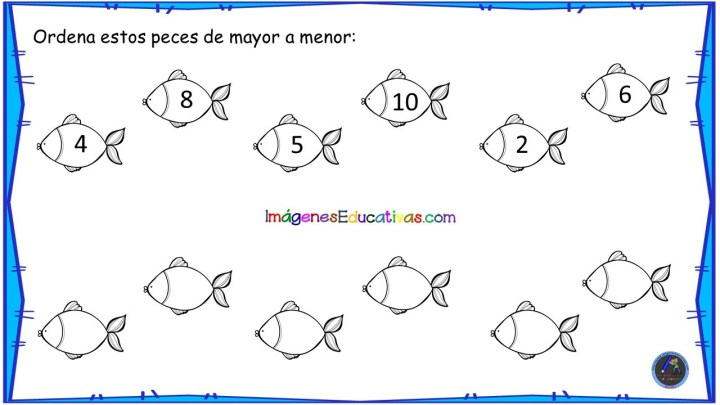 Ordena estos peces de mayor a menor:
4 8 5 10 2 6
ImágenesEducativas.com